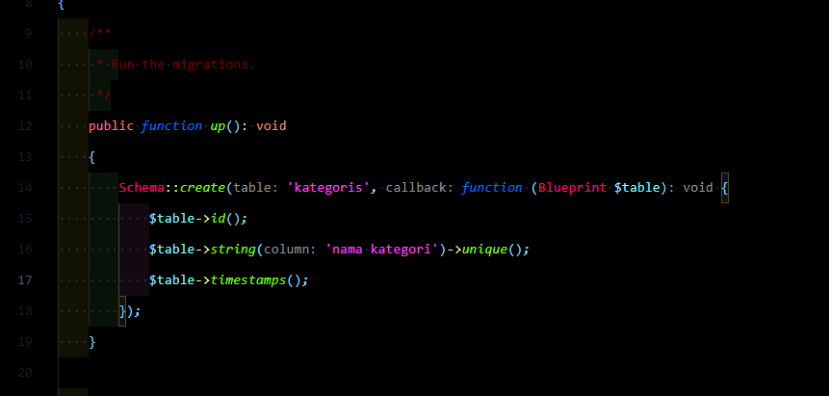 8 {
9 /**
10 * Run the migrations.
11 */
12 public function up(): void
13 {
14 Schema::create(table: 'kategoris', callback: function (Blueprint $table): void {
15 $table->id();
16 $table->string(column: 'nama kategori')->unique();
17 $table->timestamps();
18 });
19 }
20